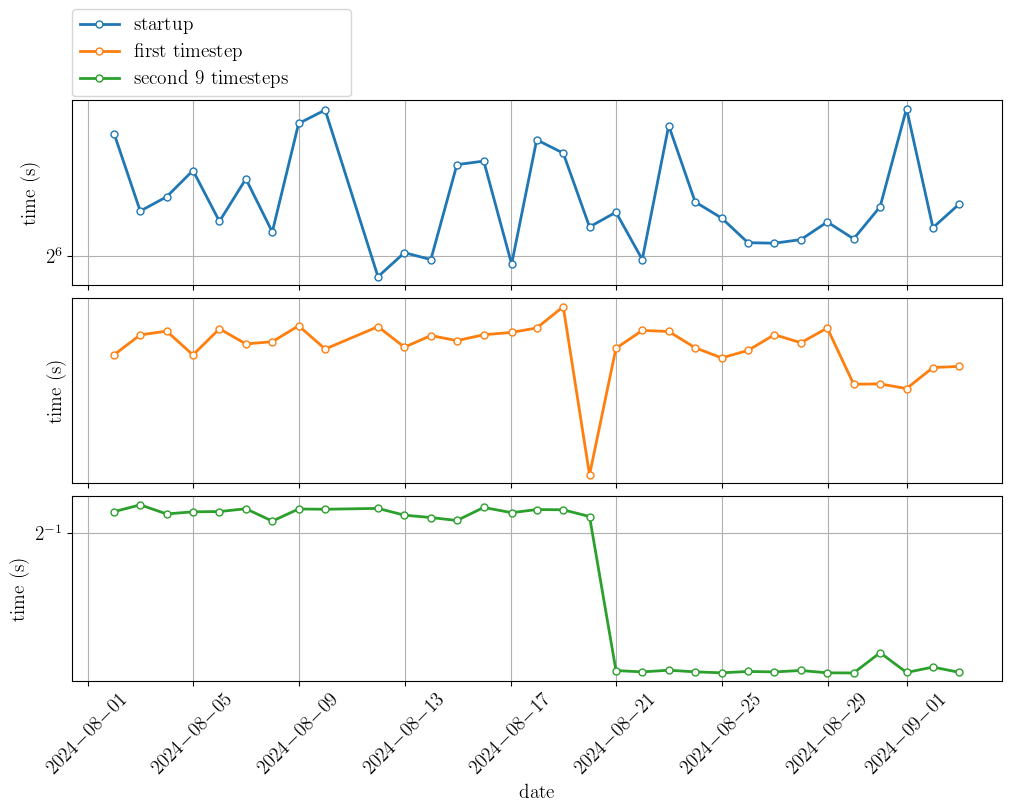 startup
first timestep
second 9 timesteps
time (s)
2^6
time (s)
time (s)
2^{-1}
2024−08−01
2024−08−05
2024−08−09
2024−08−13
2024−08−17
2024−08−21
2024−08−25
2024−08−29
2024−09−01
date